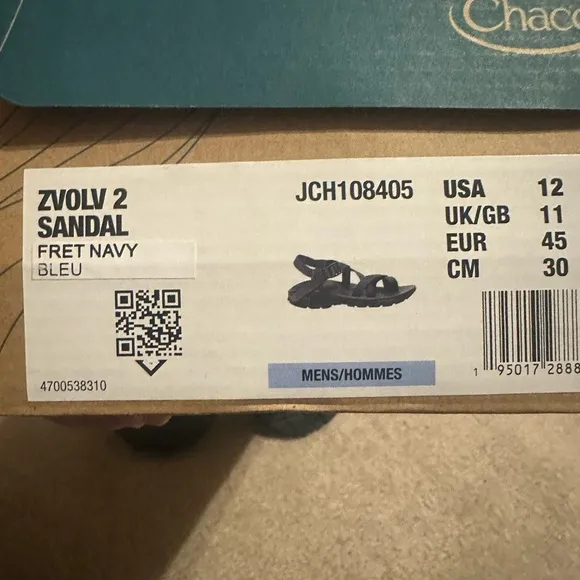 Chaco
ZVOLV 2
SANDAL
FRET NAVY
BLEU
4700538310
JCH108405
MENS/HOMMES
USA 12
UK/GB 11
EUR 45
CM 30
1 95017 2888